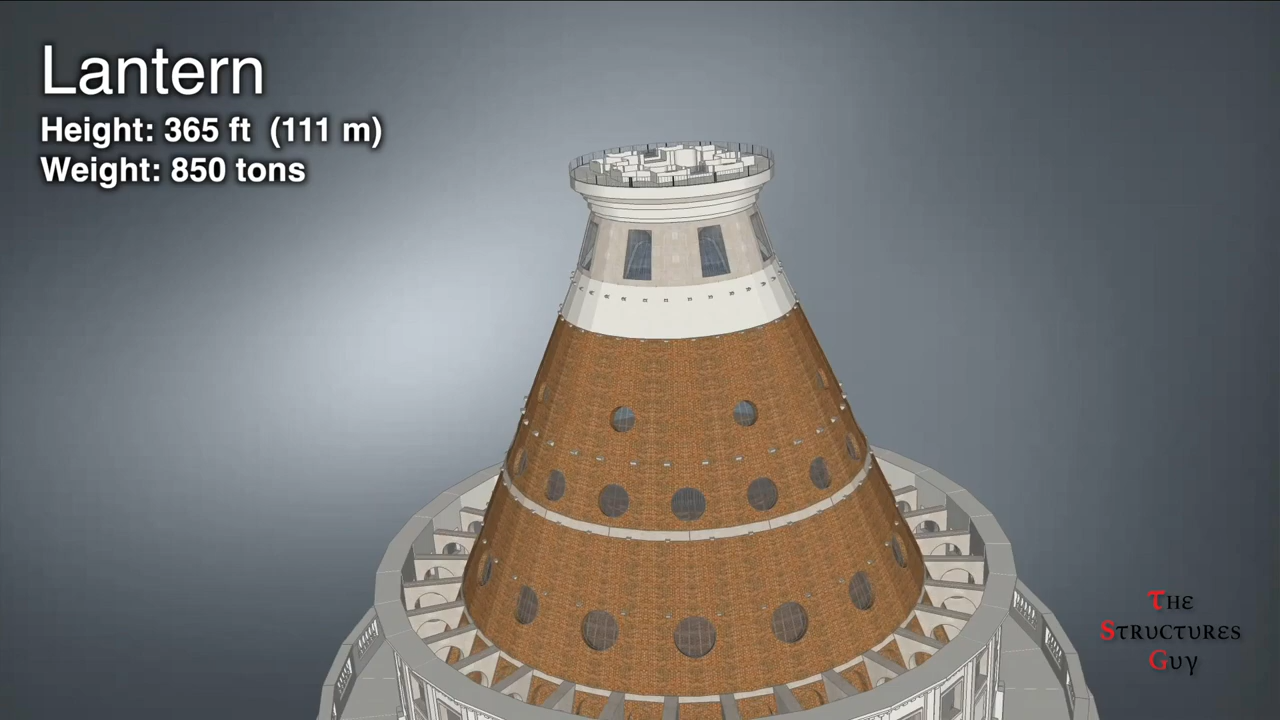 Lantern
Height: 365 ft (111 m)
Weight: 850 tons
The
Structures
Guy